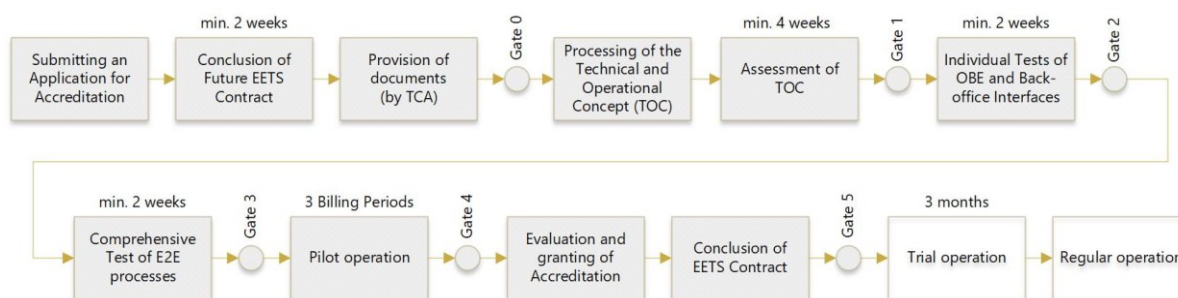 min. 2 weeks
Gate 0
min. 4 weeks
Gate 1
min. 2 weeks
Gate 2
Submitting an
Application for
Accreditation
Conclusion of
Future EETS
Contract
Provision of
documents
(by TCA)
Processing of the
Technical and
Operational
Concept (TOC)
Assessment of
TOC
Individual Tests of
OBE and Back-
office Interfaces
min. 2 weeks
Gate 3
3 Billing Periods
Gate 4
Gate 5
3 months
Comprehensive
Test of E2E
processes
Pilot operation
Evaluation and
granting of
Accreditation
Conclusion of
EETS Contract
Trial operation
Regular operation